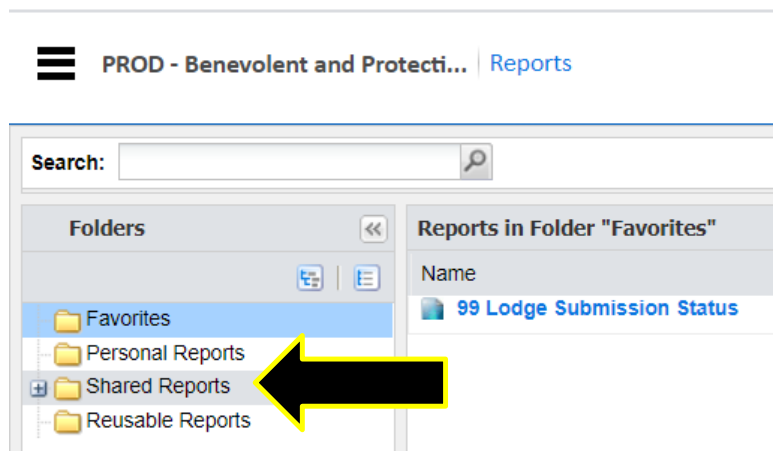 PROD - Benevolent and Protecti... Reports
Search:
Folders
Favorites
Personal Reports
Shared Reports
Reusable Reports
Reports in Folder "Favorites"
Name
99 Lodge Submission Status